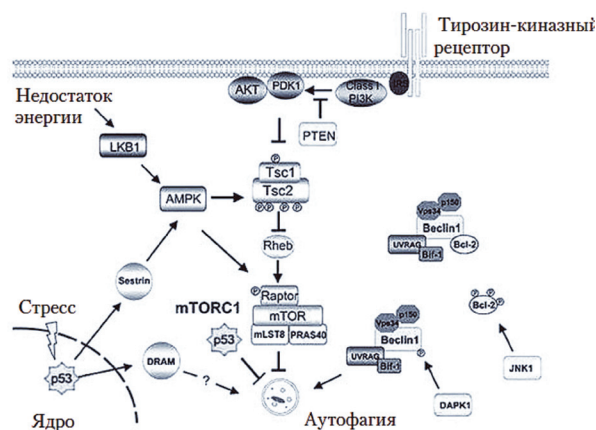 Тирозин-киназный
рецептор
AKT
PDK1
Class I
PI3K
IRS
PTEN
Недостаток
энергии
LKB1
AMPK
P
Tsc1
Tsc2
P P P P
Rheb
Sestrin
Стресс
p53
Ядро
DRAM
?
mTORC1
p53
P
Raptor
mTOR
mLST8
PRAS40
Аутофагия
Vps34
p150
Beclin1
UVRAG
Bif-1
Bcl-2
Vps34
p150
Beclin1
UVRAG
Bif-1
P
DAPK1
P P P
Bcl-2
JNK1